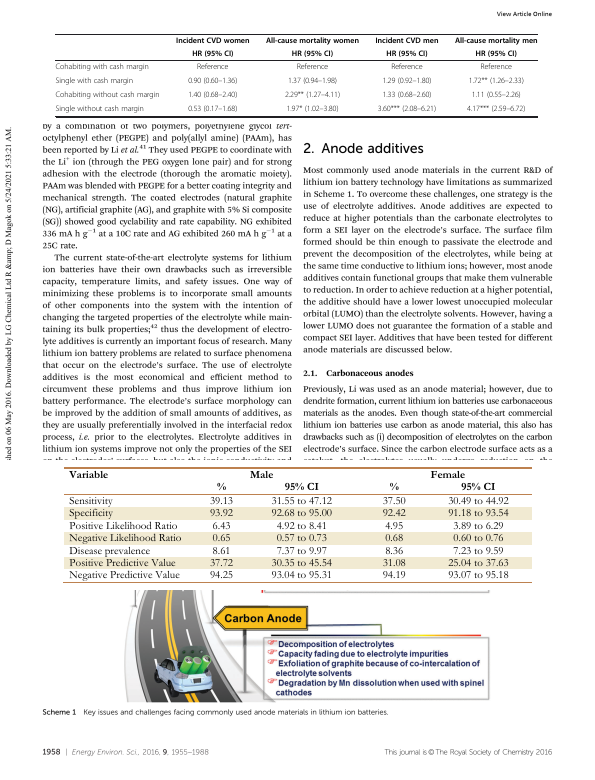 View Article Online
Incident CVD women All-cause mortality women Incident CVD men All-cause mortality men
HR (95% CI) HR (95% CI) HR (95% CI) HR (95% CI)
Cohabiting with cash margin Reference Reference Reference Reference
Single with cash margin 0.90 (0.60–1.36) 1.37 (0.94–1.98) 1.29 (0.92–1.80) 1.72** (1.26–2.33)
Cohabiting without cash margin 1.40 (0.68–2.40) 2.29** (1.27–4.11) 1.33 (0.68–2.60) 1.11 (0.55–2.26)
Single without cash margin 0.53 (0.17–1.68) 1.97* (1.02–3.80) 3.60*** (2.08–6.21) 4.17*** (2.59–6.72)
by a combination of two polymers, polyethylene glycol tert-
octylphenyl ether (PEGPE) and poly(allyl amine) (PAAm), has
been reported by Li et al.41 They used PEGPE to coordinate with
the Li+ ion (through the PEG oxygen lone pair) and for strong
adhesion with the electrode (thorough the aromatic moiety).
PAAm was blended with PEGPE for a better coating integrity and
mechanical strength. The coated electrodes (natural graphite
(NG), artificial graphite (AG), and graphite with 5% Si composite
(SG)) showed good cyclability and rate capability. NG exhibited
336 mA h g−1 at a 10C rate and AG exhibited 260 mA h g−1 at a
25C rate.
The current state-of-the-art electrolyte systems for lithium
ion batteries have their own drawbacks such as irreversible
capacity, temperature limits, and safety issues. One way of
minimizing these problems is to incorporate small amounts
of other components into the system with the intention of
changing the targeted properties of the electrolyte while main-
taining its bulk properties;42 thus the development of electro-
lyte additives is currently an important focus of research. Many
lithium ion battery problems are related to surface phenomena
that occur on the electrode's surface. The use of electrolyte
additives is the most economical and efficient method to
circumvent these problems and thus improve lithium ion
battery performance. The electrode's surface morphology can
be improved by the addition of small amounts of additives, as
they are usually preferentially involved in the interfacial redox
process, i.e. prior to the electrolytes. Electrolyte additives in
lithium ion systems improve not only the properties of the SEI
2. Anode additives
Most commonly used anode materials in the current R&D of
lithium ion battery technology have limitations as summarized
in Scheme 1. To overcome these challenges, one strategy is the
use of electrolyte additives. Anode additives are expected to
reduce at higher potentials than the carbonate electrolytes to
form a SEI layer on the electrode's surface. The surface film
formed should be thin enough to passivate the electrode and
prevent the decomposition of the electrolytes, while being at
the same time conductive to lithium ions; however, most anode
additives contain functional groups that make them vulnerable
to reduction. In order to achieve reduction at a higher potential,
the additive should have a lower lowest unoccupied molecular
orbital (LUMO) than the electrolyte solvents. However, having a
lower LUMO does not guarantee the formation of a stable and
compact SEI layer. Additives that have been tested for different
anode materials are discussed below.
2.1. Carbonaceous anodes
Previously, Li was used as an anode material; however, due to
dendrite formation, current lithium ion batteries use carbonaceous
materials as the anodes. Even though state-of-the-art commercial
lithium ion batteries use carbon as anode material, this also has
drawbacks such as (i) decomposition of electrolytes on the carbon
electrode's surface. Since the carbon electrode surface acts as a
Variable Male Female
% 95% CI % 95% CI
Sensitivity 39.13 31.55 to 47.12 37.50 30.49 to 44.92
Specificity 93.92 92.68 to 95.00 92.42 91.18 to 93.54
Positive Likelihood Ratio 6.43 4.92 to 8.41 4.95 3.89 to 6.29
Negative Likelihood Ratio 0.65 0.57 to 0.73 0.68 0.60 to 0.76
Disease prevalence 8.61 7.37 to 9.97 8.36 7.23 to 9.59
Positive Predictive Value 37.72 30.35 to 45.54 31.08 25.04 to 37.63
Negative Predictive Value 94.25 93.04 to 95.31 94.19 93.07 to 95.18
Carbon Anode
Decomposition of electrolytes
Capacity fading due to electrolyte impurities
Exfoliation of graphite because of co-intercalation of
electrolyte solvents
Degradation by Mn dissolution when used with spinel
cathodes
Scheme 1 Key issues and challenges facing commonly used anode materials in lithium ion batteries.
1958 | Energy Environ. Sci., 2016, 9, 1955–1988
This journal is © The Royal Society of Chemistry 2016
shed on 06 May 2016. Downloaded by LG Chemical Ltd R &amp; D Magok on 5/24/2021 5:33:21 AM.